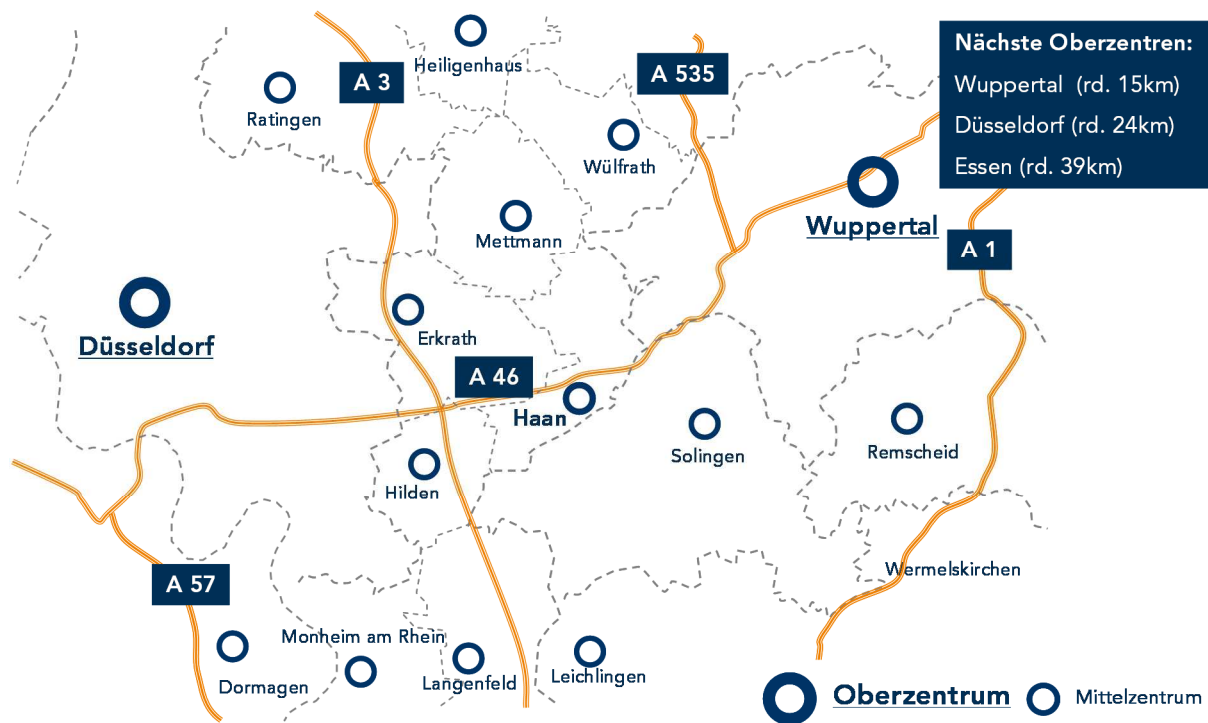 Nächste Oberzentren:
Wuppertal (rd. 15km)
Düsseldorf (rd. 24km)
Essen (rd. 39km)
Heiligenhaus
A 3
A 535
Ratingen
Wülfrath
Mettmann
Wuppertal
A 1
Düsseldorf
Erkrath
A 46
Haan
Solingen
Remscheid
Hilden
Wermelskirchen
A 57
Monheim am Rhein
Dormagen
Langenfeld
Leichlingen
Oberzentrum
Mittelzentrum